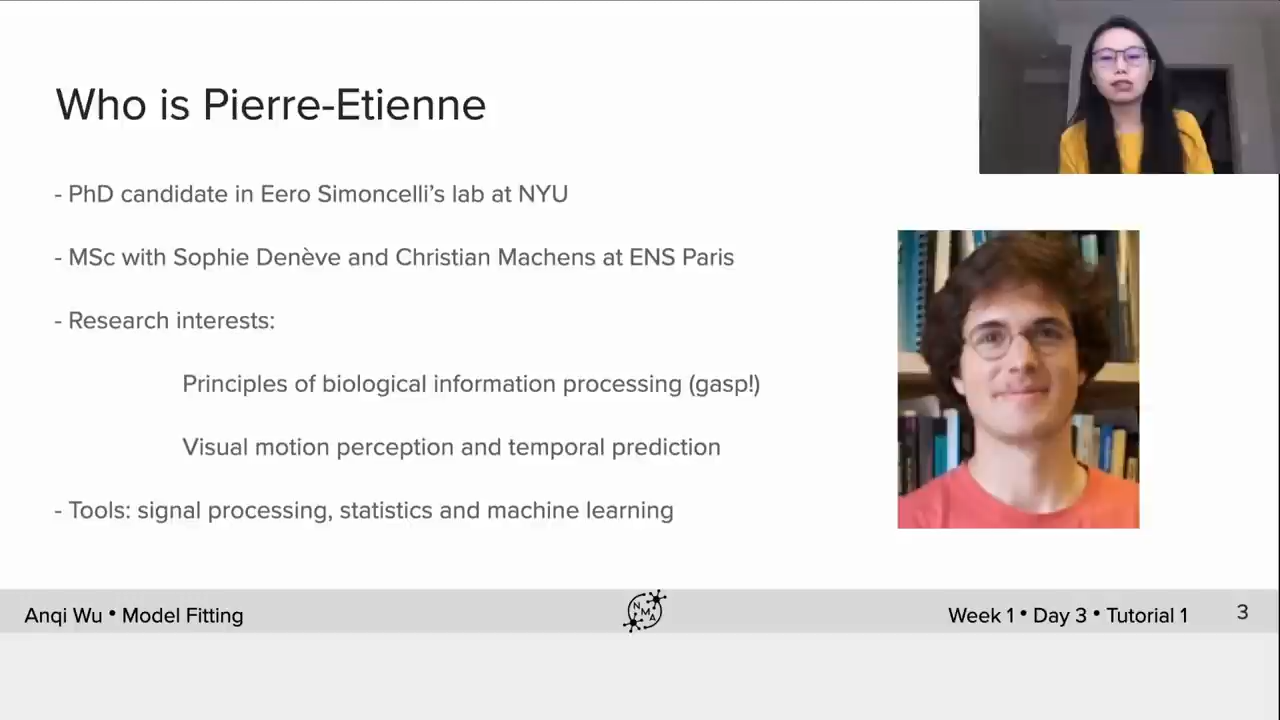 Who is Pierre-Etienne
- PhD candidate in Eero Simoncelli’s lab at NYU
- MSc with Sophie Denève and Christian Machens at ENS Paris
- Research interests:
Principles of biological information processing (gasp!)
Visual motion perception and temporal prediction
- Tools: signal processing, statistics and machine learning
Anqi Wu • Model Fitting
N M A
Week 1 • Day 3 • Tutorial 1
3